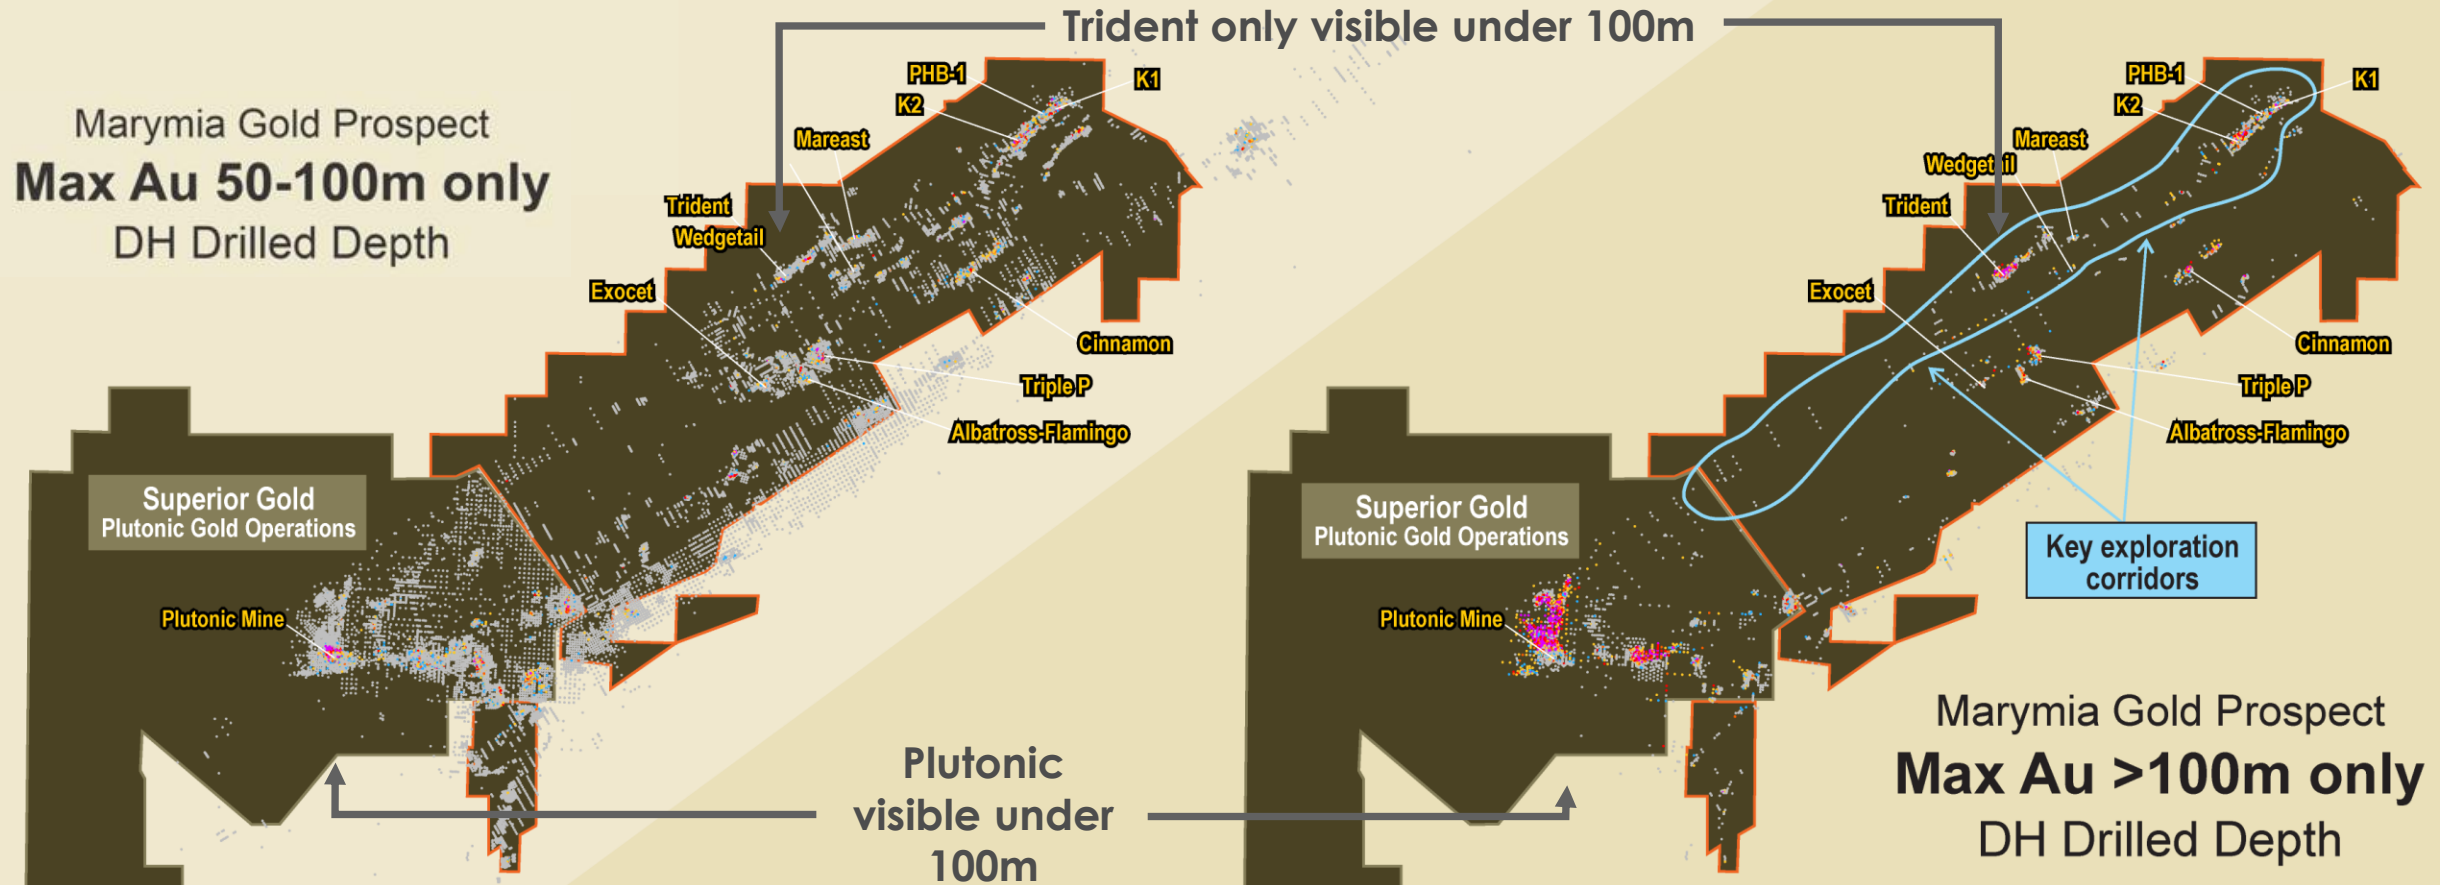 Trident only visible under 100m
Marymia Gold Prospect
Max Au 50-100m only
DH Drilled Depth
PHB-1
K1
K2
Mareast
Trident
Wedgetail
Exocet
Cinnamon
Triple P
Albatross-Flamingo
Superior Gold
Plutonic Gold Operations
Plutonic Mine
PHB-1
K1
K2
Mareast
Wedgetail
Trident
Exocet
Cinnamon
Triple P
Albatross-Flamingo
Superior Gold
Plutonic Gold Operations
Key exploration
corridors
Plutonic Mine
Marymia Gold Prospect
Max Au >100m only
DH Drilled Depth
Plutonic
visible under
100m